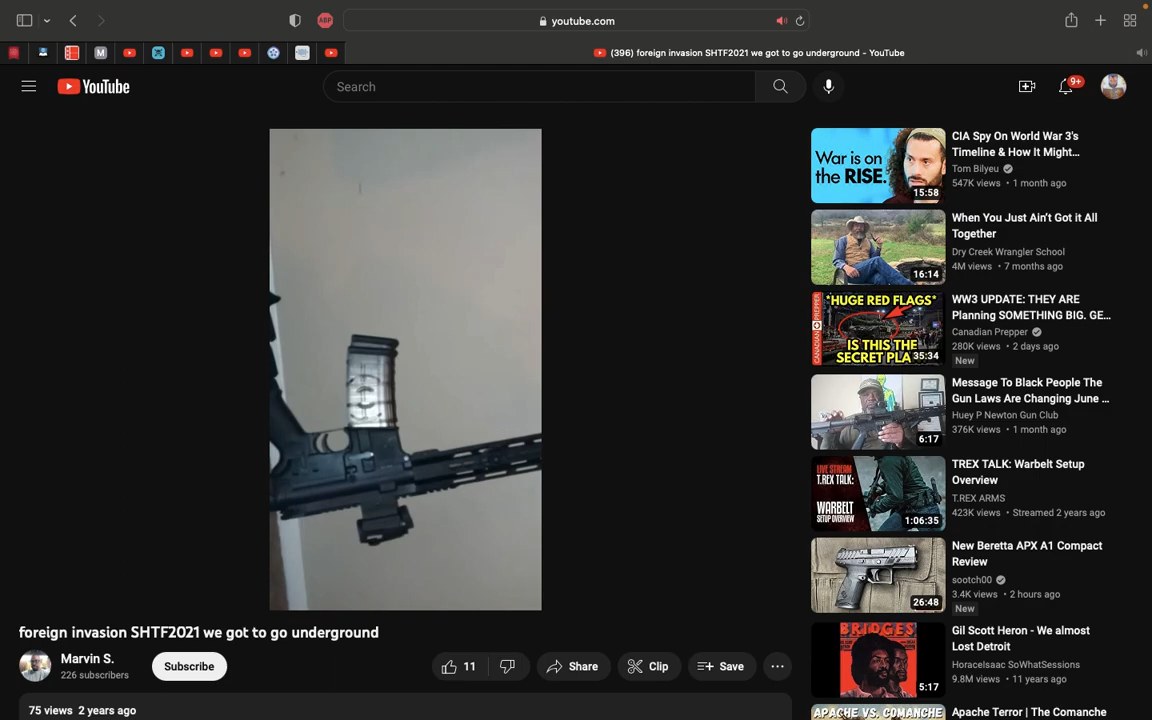 ABP
youtube.com
M
(396) foreign invasion SHTF2021 we got to go underground - YouTube
YouTube
Search
9+
War is on
the RISE.
15:58
CIA Spy On World War 3's
Timeline & How It Might...
Tom Bilyeu
547K views • 1 month ago
16:14
When You Just Ain't Got it All
Together
Dry Creek Wrangler School
4M views • 7 months ago
*HUGE RED FLAGS*
CANADIAN PREPPER
IS THIS THE
SECRET PLA
35:34
WW3 UPDATE: THEY ARE
Planning SOMETHING BIG. GE...
Canadian Prepper
280K views • 2 days ago
New
6:17
Message To Black People The
Gun Laws Are Changing June ...
Huey P Newton Gun Club
376K views • 1 month ago
LIVE STREAM
T.REX TALK:
WARBELT
SETUP OVERVIEW
1:06:35
TREX TALK: Warbelt Setup
Overview
T.REX ARMS
423K views • Streamed 2 years ago
26:48
New Beretta APX A1 Compact
Review
sootch00
3.4K views • 2 hours ago
New
BRIDGES
5:17
Gil Scott Heron - We almost
Lost Detroit
HoraceIsaac SoWhatSessions
9.8M views • 11 years ago
APACHE VS. COMANCHE
Apache Terror | The Comanche
foreign invasion SHTF2021 we got to go underground
Marvin S.
226 subscribers
Subscribe
11
Share
Clip
Save
75 views 2 years ago